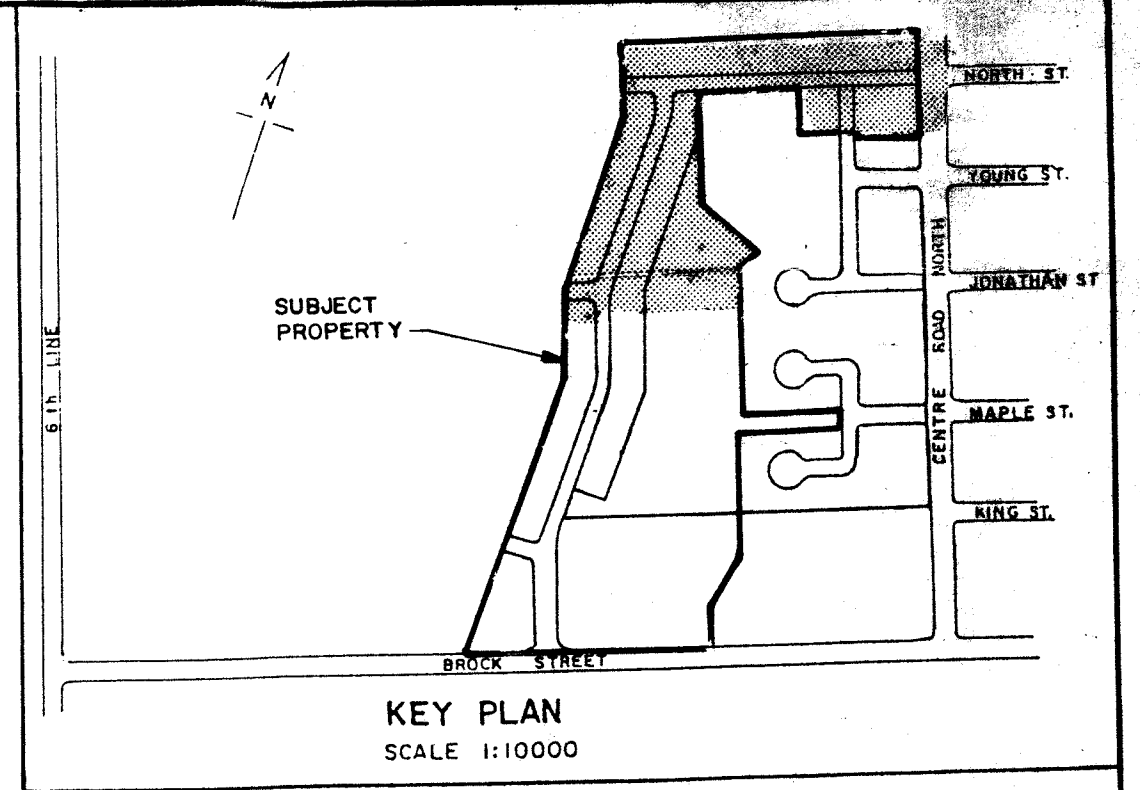 NORTH ST.
N
YOUNG ST.
CENTRE ROAD NORTH
JONATHAN ST
SUBJECT
PROPERTY
6th LINE
MAPLE ST.
KING ST.
BROCK STREET
KEY PLAN
SCALE 1:10000